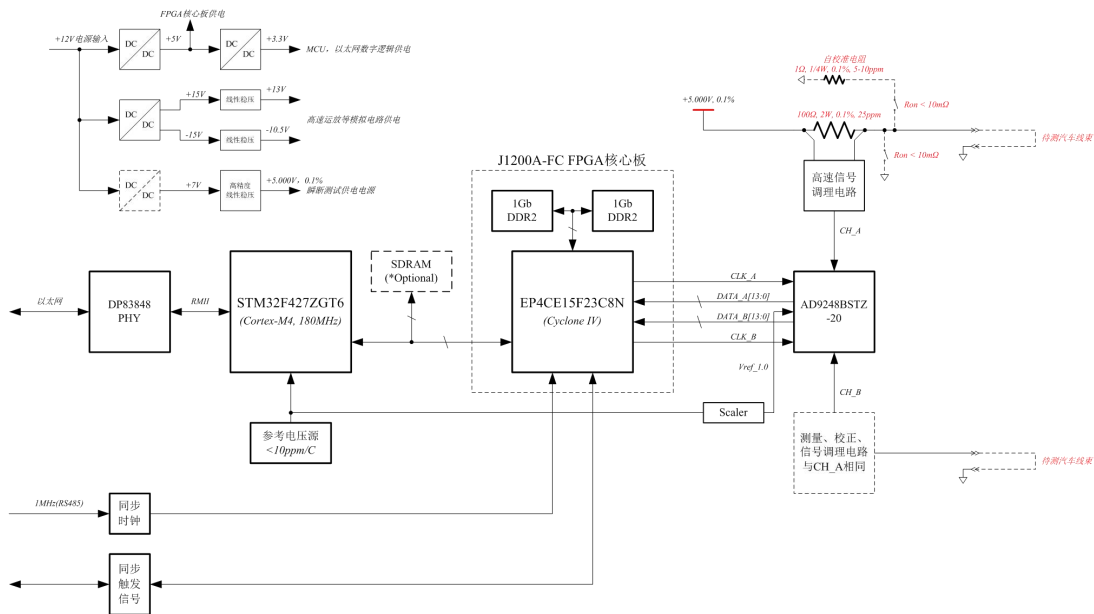 FPGA核心板供电
+12V电源输入
DC
DC
+5V
DC
DC
+3.3V
MCU，以太网数字逻辑供电
DC
DC
+15V
线性稳压
+13V
-15V
线性稳压
-10.5V
高速运放等模拟电路供电
DC
DC
+7V
高精度
线性稳压
+5.000V，0.1%
瞬断测试供电电源
自校准电阻
1Ω, 1/4W, 0.1%, 5-10ppm
+5.000V, 0.1%
Ron < 10mΩ
100Ω, 2W, 0.1%, 25ppm
待测汽车线束
Ron < 10mΩ
高速信号
调理电路
CH_A
J1200A-FC FPGA核心板
1Gb
DDR2
1Gb
DDR2
SDRAM
(*Optional)
以太网
DP83848
PHY
RMII
STM32F427ZGT6
(Cortex-M4, 180MHz)
EP4CE15F23C8N
(Cyclone IV)
CLK_A
DATA_A[13:0]
DATA_B[13:0]
CLK_B
Vref_1.0
AD9248BSTZ
-20
CH_B
Scaler
参考电压源
<10ppm/C
测量、校正、
信号调理电路
与CH_A相同
待测汽车线束
1MHz(RS485)
同步
时钟
同步
触发
信号